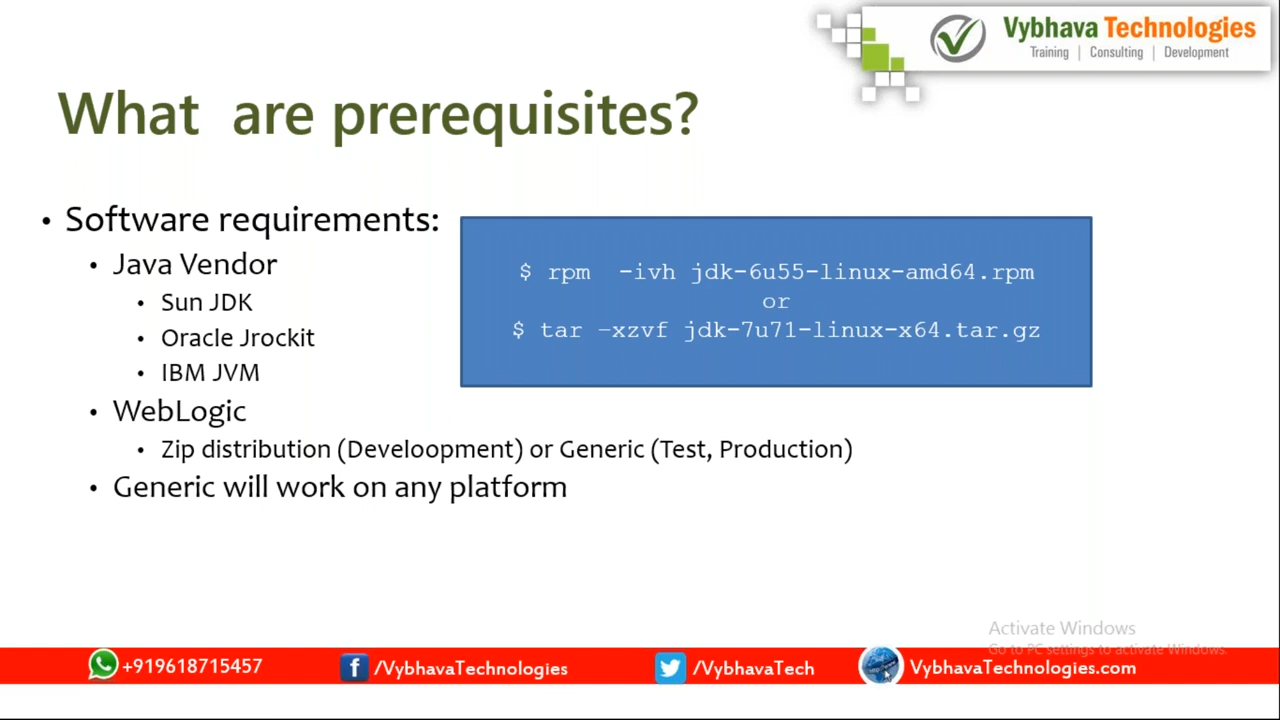 Vybhava Technologies
Training | Consulting | Development
What are prerequisites?
• Software requirements:
• Java Vendor
• Sun JDK
• Oracle Jrockit
• IBM JVM
$ rpm -ivh jdk-6u55-linux-amd64.rpm
or
$ tar –xzvf jdk-7u71-linux-x64.tar.gz
• WebLogic
• Zip distribution (Develoopment) or Generic (Test, Production)
• Generic will work on any platform
Activate Windows
Go to PC settings to activate Windows.
+919618715457
/VybhavaTechnologies
/VybhavaTech
VybhavaTechnologies.com